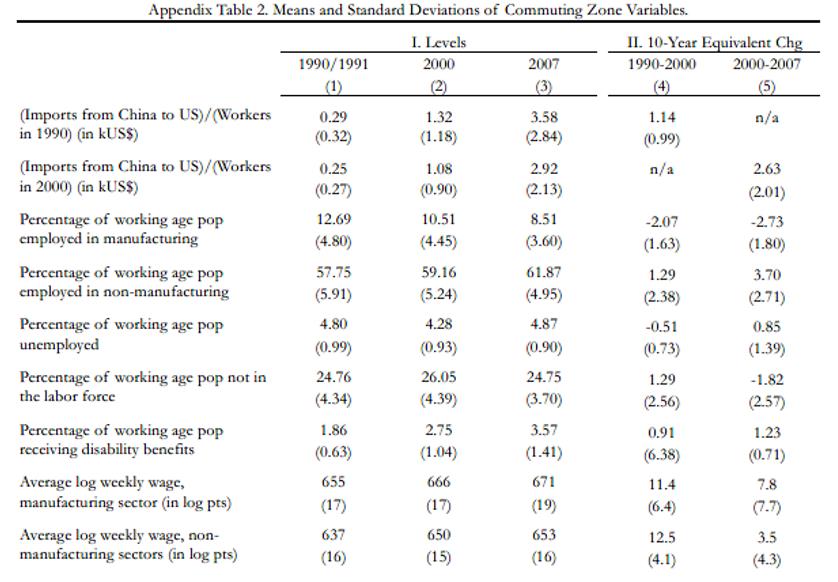 Appendix Table 2. Means and Standard Deviations of Commuting Zone Variables.
I. Levels II. 10-Year Equivalent Chg
1990/1991 2000 2007 1990-2000 2000-2007
(1) (2) (3) (4) (5)
(Imports from China to US)/(Workers 0.29 1.32 3.58 1.14 n/a
in 1990) (in kUS$) (0.32) (1.18) (2.84) (0.99)
(Imports from China to US)/(Workers 0.25 1.08 2.92 n/a 2.63
in 2000) (in kUS$) (0.27) (0.90) (2.13) (2.01)
Percentage of working age pop 12.69 10.51 8.51 -2.07 -2.73
employed in manufacturing (4.80) (4.45) (3.60) (1.63) (1.80)
Percentage of working age pop 57.75 59.16 61.87 1.29 3.70
employed in non-manufacturing (5.91) (5.24) (4.95) (2.38) (2.71)
Percentage of working age pop 4.80 4.28 4.87 -0.51 0.85
unemployed (0.99) (0.93) (0.90) (0.73) (1.39)
Percentage of working age pop not in 24.76 26.05 24.75 1.29 -1.82
the labor force (4.34) (4.39) (3.70) (2.56) (2.57)
Percentage of working age pop 1.86 2.75 3.57 0.91 1.23
receiving disability benefits (0.63) (1.04) (1.41) (6.38) (0.71)
Average log weekly wage, 655 666 671 11.4 7.8
manufacturing sector (in log pts) (17) (17) (19) (6.4) (7.7)
Average log weekly wage, non- 637 650 653 12.5 3.5
manufacturing sectors (in log pts) (16) (15) (16) (4.1) (4.3)